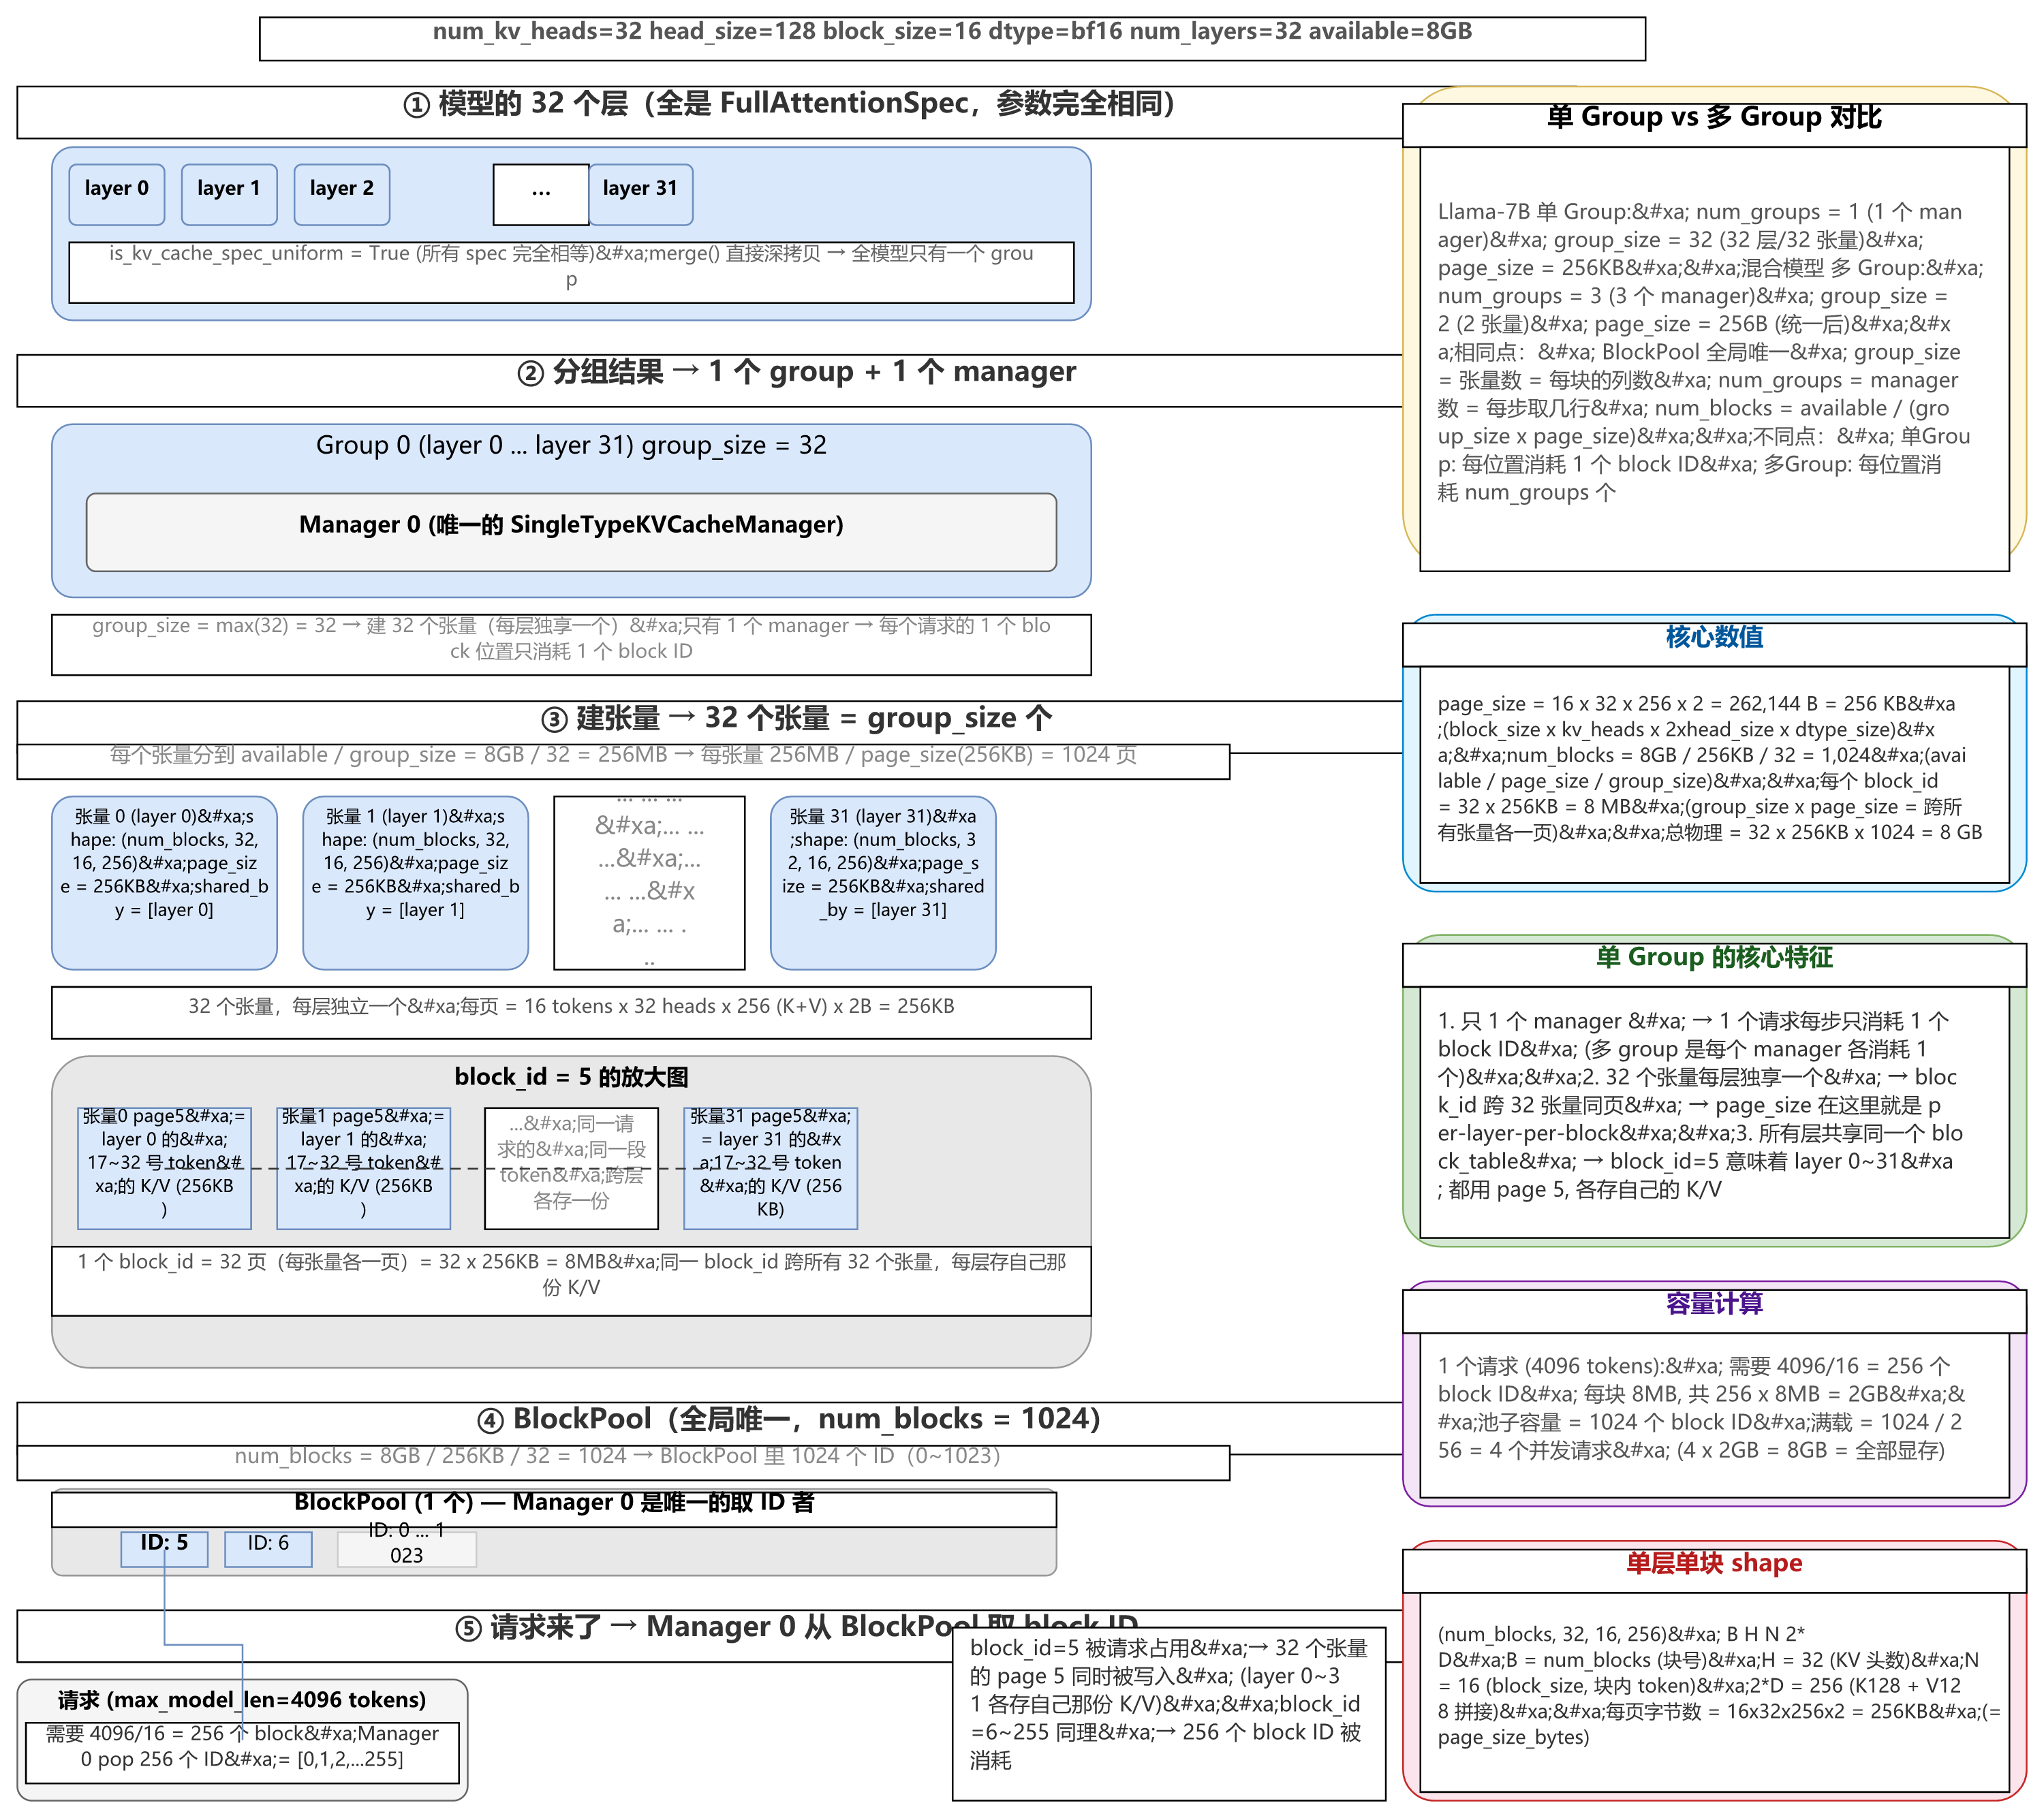 num_kv_heads=32 head_size=128 block_size=16 dtype=bf16 num_layers=32 available=8GB
① 模型的 32 个层（全是 FullAttentionSpec，参数完全相同）
layer 0
layer 1
layer 2
...
layer 31
is_kv_cache_spec_uniform = True (所有 spec 完全相等)&#xa;merge() 直接深拷贝 → 全模型只有一个 grou
p
② 分组结果 → 1 个 group + 1 个 manager
Group 0 (layer 0 ... layer 31) group_size = 32
Manager 0 (唯一的 SingleTypeKVCacheManager)
group_size = max(32) = 32 → 建 32 个张量（每层独享一个）&#xa;只有 1 个 manager → 每个请求的 1 个 blo
ck 位置只消耗 1 个 block ID
③ 建张量 → 32 个张量 = group_size 个
每个张量分到 available / group_size = 8GB / 32 = 256MB → 每张量 256MB / page_size(256KB) = 1024 页
张量 0 (layer 0)&#xa;s
hape: (num_blocks, 32,
16, 256)&#xa;page_siz
e = 256KB&#xa;shared_b
y = [layer 0]
张量 1 (layer 1)&#xa;s
hape: (num_blocks, 32,
16, 256)&#xa;page_siz
e = 256KB&#xa;shared_b
y = [layer 1]
... ... ...
&#xa;... ...
...&#xa;...
... ...&#x
a;... ... .
..
张量 31 (layer 31)&#xa
;shape: (num_blocks, 3
2, 16, 256)&#xa;page_s
ize = 256KB&#xa;shared
_by = [layer 31]
32 个张量，每层独立一个&#xa;每页 = 16 tokens x 32 heads x 256 (K+V) x 2B = 256KB
block_id = 5 的放大图
张量0 page5&#xa;=
layer 0 的&#xa;
17~32 号 token&#
xa;的 K/V (256KB
)
张量1 page5&#xa;=
layer 1 的&#xa;
17~32 号 token&#
xa;的 K/V (256KB
)
...&#xa;同一请
求的&#xa;同一段
token&#xa;跨层
各存一份
张量31 page5&#xa;
= layer 31 的&#x
a;17~32 号 token
&#xa;的 K/V (256
KB)
1 个 block_id = 32 页（每张量各一页）= 32 x 256KB = 8MB&#xa;同一 block_id 跨所有 32 个张量，每层存自己那
份 K/V
④ BlockPool（全局唯一，num_blocks = 1024）
num_blocks = 8GB / 256KB / 32 = 1024 → BlockPool 里 1024 个 ID（0~1023）
BlockPool (1 个) — Manager 0 是唯一的取 ID 者
ID: 5
ID: 6
ID: 0 ... 1
023
⑤ 请求来了 → Manager 0 从 BlockPool 取 block ID
请求 (max_model_len=4096 tokens)
需要 4096/16 = 256 个 block&#xa;Manager
0 pop 256 个 ID&#xa;= [0,1,2,...255]
block_id=5 被请求占用&#xa;→ 32 个张量
的 page 5 同时被写入&#xa; (layer 0~3
1 各存自己那份 K/V)&#xa;&#xa;block_id
=6~255 同理&#xa;→ 256 个 block ID 被
消耗
单 Group vs 多 Group 对比
Llama-7B 单 Group:&#xa; num_groups = 1 (1 个 man
ager)&#xa; group_size = 32 (32 层/32 张量)&#xa;
page_size = 256KB&#xa;&#xa;混合模型 多 Group:&#xa;
num_groups = 3 (3 个 manager)&#xa; group_size =
2 (2 张量)&#xa; page_size = 256B (统一后)&#xa;&#x
a;相同点：&#xa; BlockPool 全局唯一&#xa; group_size
= 张量数 = 每块的列数&#xa; num_groups = manager
数 = 每步取几行&#xa; num_blocks = available / (gro
up_size x page_size)&#xa;&#xa;不同点：&#xa; 单Grou
p: 每位置消耗 1 个 block ID&#xa; 多Group: 每位置消
耗 num_groups 个
核心数值
page_size = 16 x 32 x 256 x 2 = 262,144 B = 256 KB&#xa
;(block_size x kv_heads x 2xhead_size x dtype_size)&#x
a;&#xa;num_blocks = 8GB / 256KB / 32 = 1,024&#xa;(avai
lable / page_size / group_size)&#xa;&#xa;每个 block_id
= 32 x 256KB = 8 MB&#xa;(group_size x page_size = 跨所
有张量各一页)&#xa;&#xa;总物理 = 32 x 256KB x 1024 = 8 GB
单 Group 的核心特征
1. 只 1 个 manager &#xa; → 1 个请求每步只消耗 1 个
block ID&#xa; (多 group 是每个 manager 各消耗 1
个)&#xa;&#xa;2. 32 个张量每层独享一个&#xa; → bloc
k_id 跨 32 张量同页&#xa; → page_size 在这里就是 p
er-layer-per-block&#xa;&#xa;3. 所有层共享同一个 blo
ck_table&#xa; → block_id=5 意味着 layer 0~31&#xa
; 都用 page 5, 各存自己的 K/V
容量计算
1 个请求 (4096 tokens):&#xa; 需要 4096/16 = 256 个
block ID&#xa; 每块 8MB, 共 256 x 8MB = 2GB&#xa;&
#xa;池子容量 = 1024 个 block ID&#xa;满载 = 1024 / 2
56 = 4 个并发请求&#xa; (4 x 2GB = 8GB = 全部显存)
单层单块 shape
(num_blocks, 32, 16, 256)&#xa; B H N 2*
D&#xa;B = num_blocks (块号)&#xa;H = 32 (KV 头数)&#xa;N
= 16 (block_size, 块内 token)&#xa;2*D = 256 (K128 + V12
8 拼接)&#xa;&#xa;每页字节数 = 16x32x256x2 = 256KB&#xa;(=
page_size_bytes)